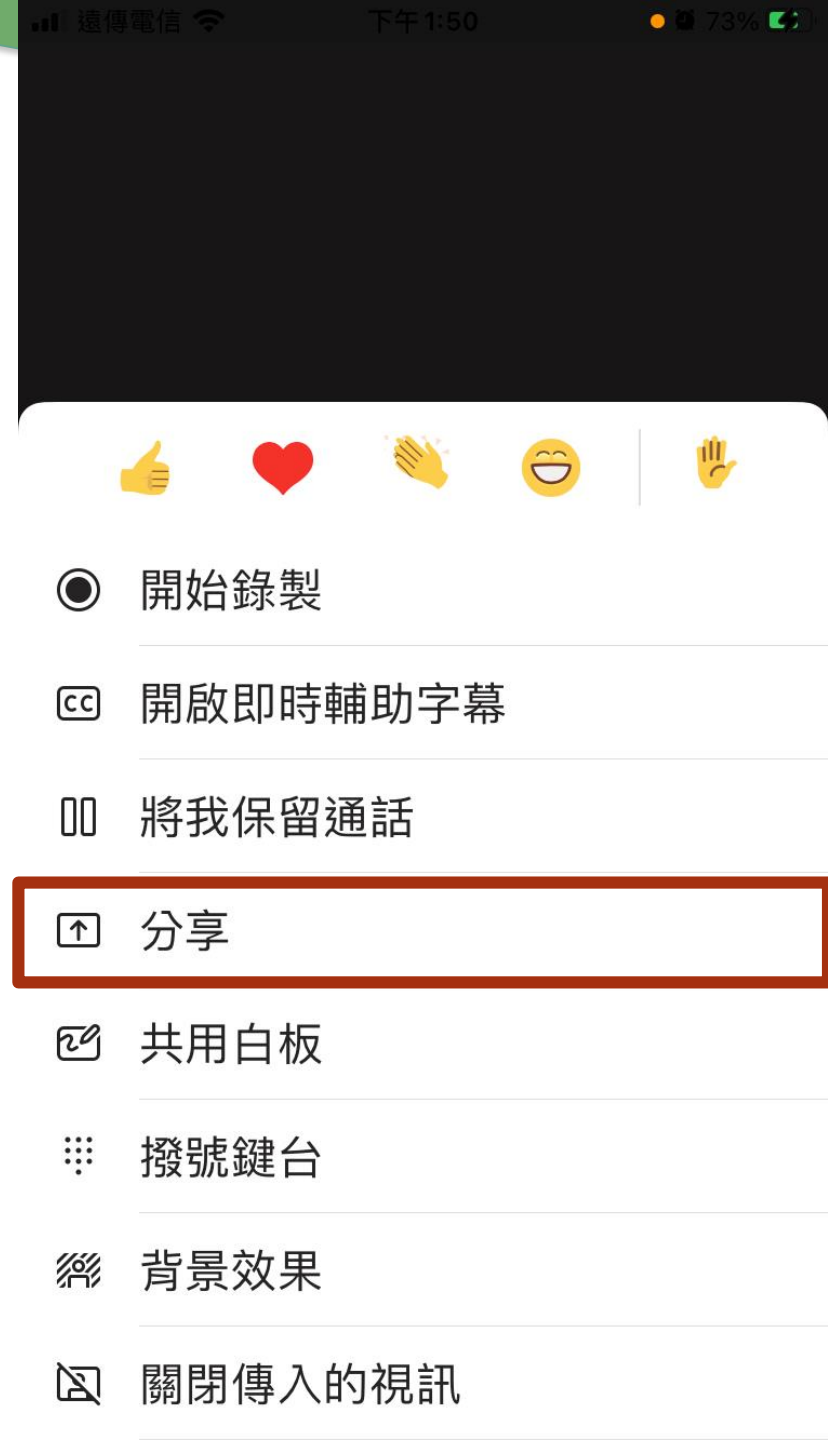 遠傳電信 下午1:50 73%
開始錄製
CC 開啟即時輔助字幕
將我保留通話
分享
共用白板
撥號鍵台
背景效果
關閉傳入的視訊